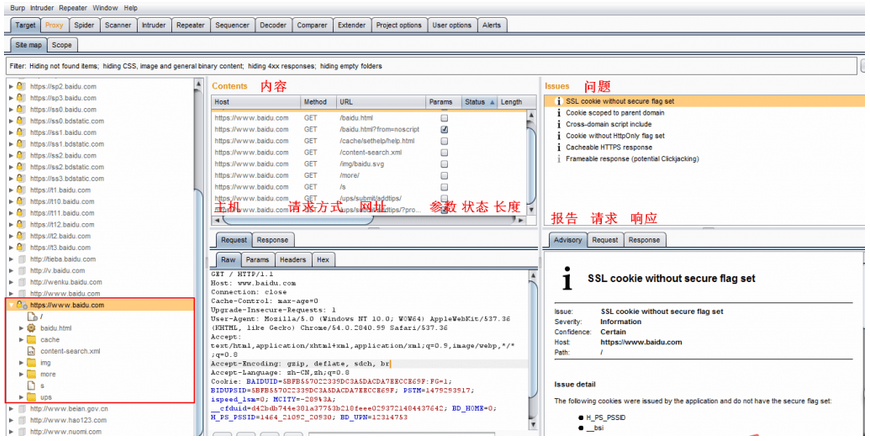 Burp Intruder Repeater Window Help
Target Proxy Spider Scanner Intruder Repeater Sequencer Decoder Comparer Extender Project options User options Alerts
Site map Scope
Filter: Hiding not found items; hiding CSS, image and general binary content; hiding 4xx responses; hiding empty folders
https://sp2.baidu.com
https://sp3.baidu.com
https://ss0.baidu.com
https://ss0.bdstatic.com
https://ss1.baidu.com
https://ss1.bdstatic.com
https://ss2.baidu.com
https://ss2.bdstatic.com
https://ss3.bdstatic.com
https://t1.baidu.com
https://t10.baidu.com
https://t11.baidu.com
https://t12.baidu.com
https://t2.baidu.com
https://t3.baidu.com
http://tieba.baidu.com
http://v.baidu.com
http://wenku.baidu.com
http://www.baidu.com
https://www.baidu.com
/
baidu.html
cache
content-search.xml
img
more
s
ups
http://www.beian.gov.cn
http://www.hao123.com
http://www.nuomi.com
Contents 内容
Host Method URL Params Status Length
https://www.baidu.com GET /baidu.html
https://www.baidu.com GET /baidu.html?from=noscript
https://www.baidu.com GET /cache/sethelp/help.html
https://www.baidu.com GET /content-search.xml
https://www.baidu.com GET /img/baidu.svg
https://www.baidu.com GET /more/
https://www.baidu.com GET /s
https://www.baidu.com GET /ups/submit/addtips/
https://www.baidu.com GET /ups/submit/addtips/?pro...
主机 请求方式 网址 参数 状态 长度
Request Response
Raw Params Headers Hex
GET / HTTP/1.1
Host: www.baidu.com
Connection: close
Cache-Control: max-age=0
Upgrade-Insecure-Requests: 1
User-Agent: Mozilla/5.0 (Windows NT 10.0; WOW64) AppleWebKit/537.36
(KHTML, like Gecko) Chrome/54.0.2840.99 Safari/537.36
Accept:
text/html,application/xhtml+xml,application/xml;q=0.9,image/webp,*/*
;q=0.8
Accept-Encoding: gzip, deflate, sdch, br
Accept-Language: zh-CN,zh;q=0.8
Cookie: BAIDUID=5BFB557022339DC3A5DACDA7EECCE69F:FG=1;
BIDUPSID=5BFB557022339DC3A5DACDA7EECCE69F; PSTM=1479293917;
ispeed_lsm=0; MCITY=-289%3A;
__cfduid=d42bdb744e381a37753b218feee0293721484437642; BD_HOME=0;
H_PS_PSSID=1464_21092_20930; BD_UPN=12314753
Issues 问题
SSL cookie without secure flag set
Cookie scoped to parent domain
Cross-domain script include
Cookie without HttpOnly flag set
Cacheable HTTPS response
Frameable response (potential Clickjacking)
报告 请求 响应
Advisory Request Response
SSL cookie without secure flag set
Issue: SSL cookie without secure flag set
Severity: Information
Confidence: Certain
Host: https://www.baidu.com
Path: /
Issue detail
The following cookies were issued by the application and do not have the secure flag set:
H_PS_PSSID
__bsi